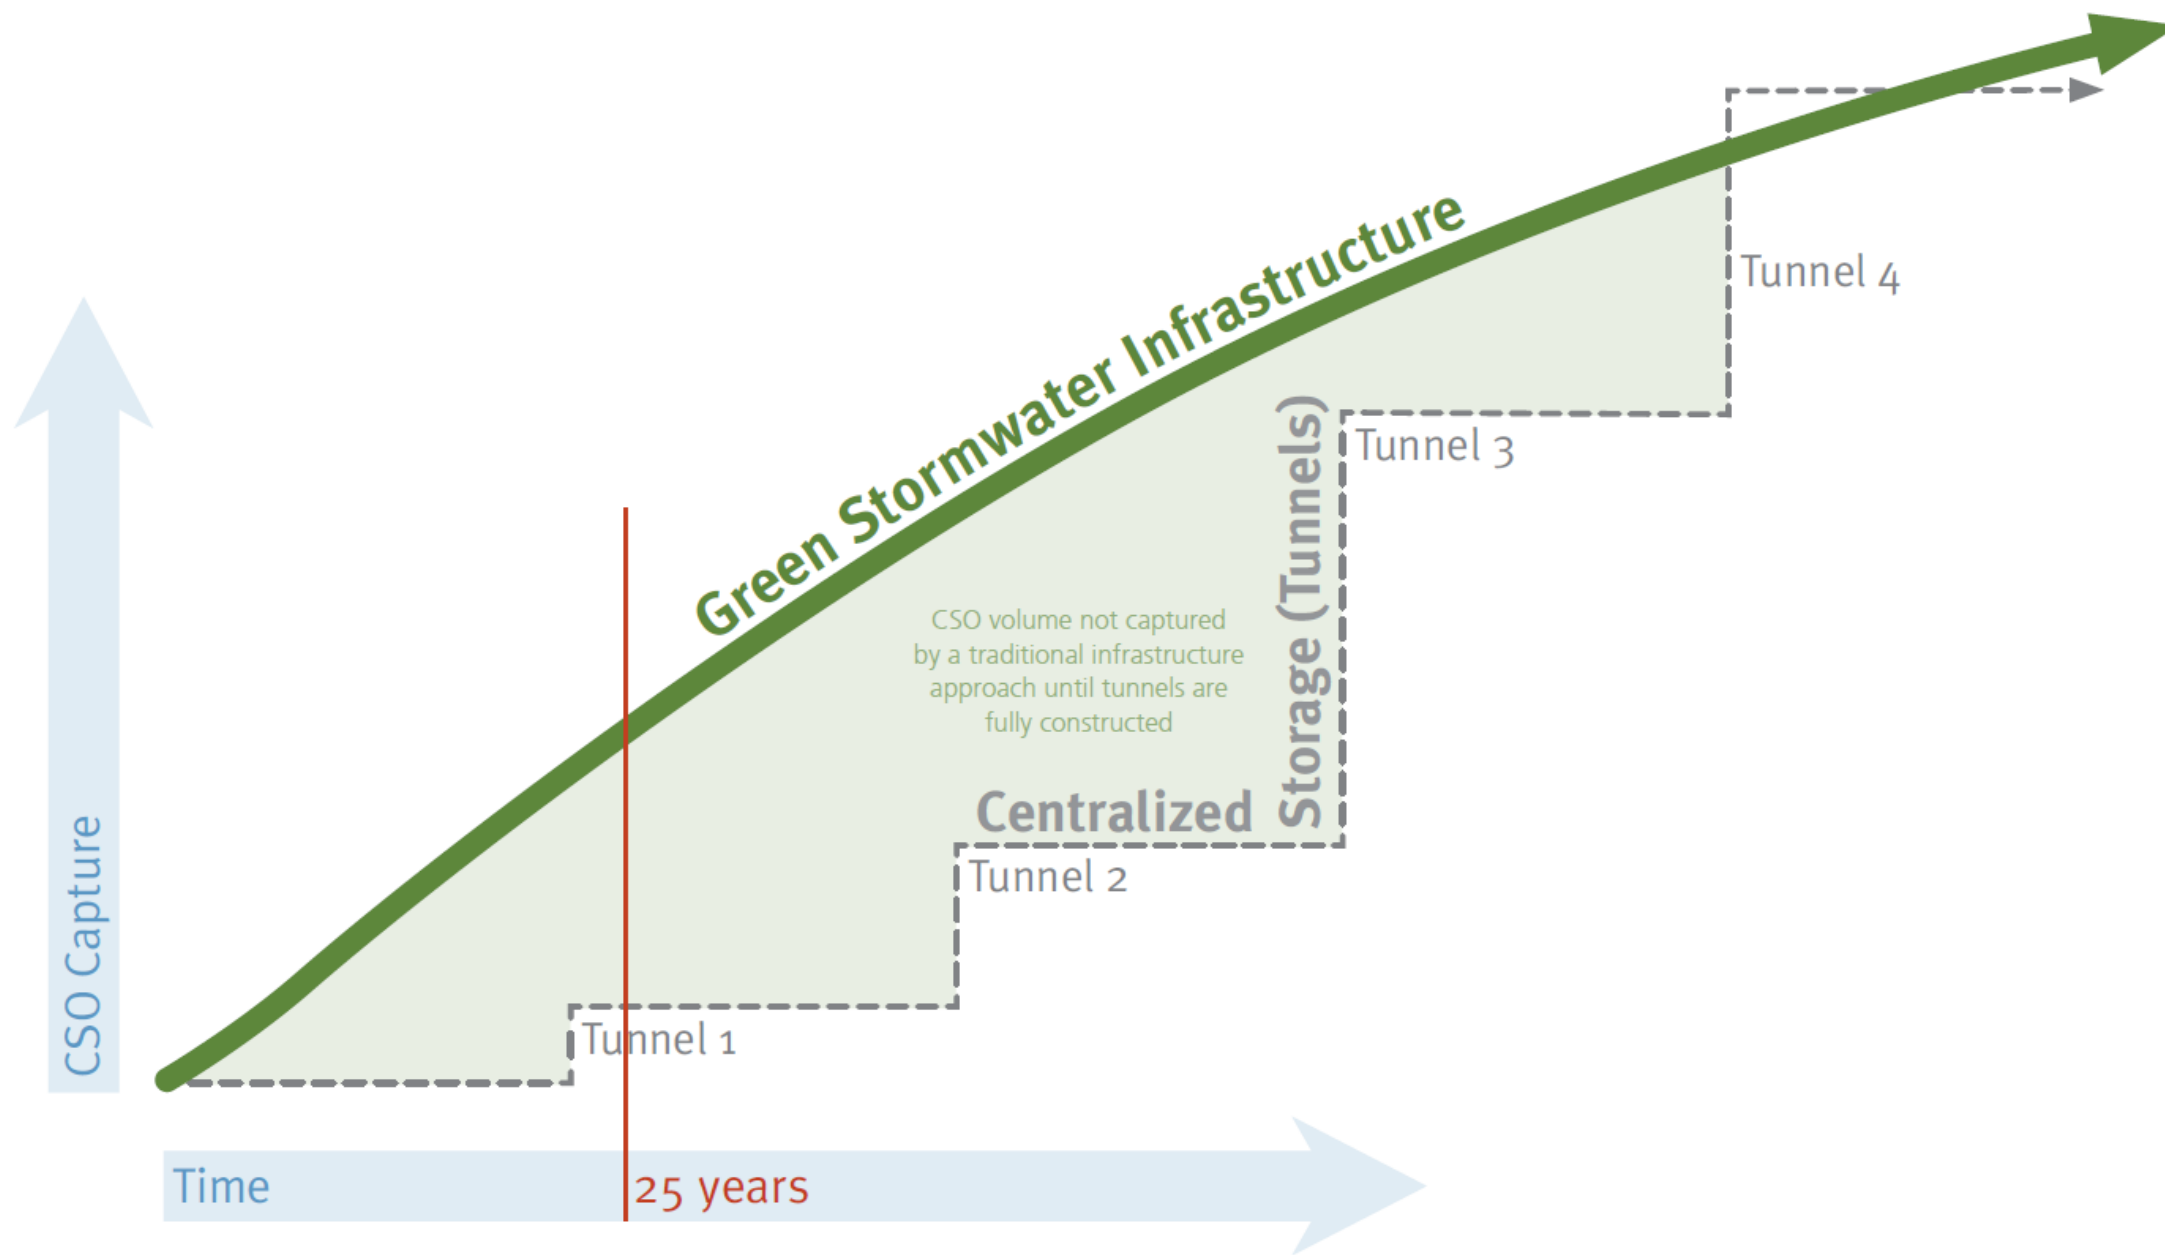 Green Stormwater Infrastructure
Tunnel 4
Tunnel 3
CSO volume not captured
by a traditional infrastructure
approach until tunnels are
fully constructed
Centralized
Storage (Tunnels)
Tunnel 2
Tunnel 1
CSO Capture
Time
25 years